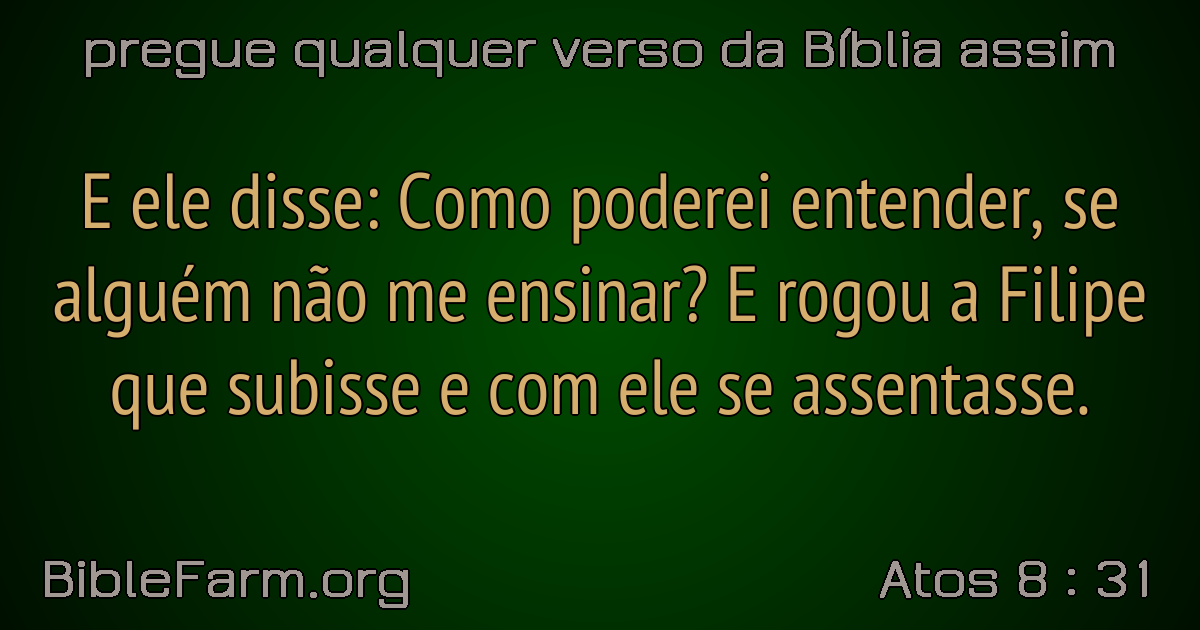 pregue qualquer verso da Bíblia assim
E ele disse: Como poderei entender, se
alguém não me ensinar? E rogou a Filipe
que subisse e com ele se assentasse.
BibleFarm.org
Atos 8 : 31